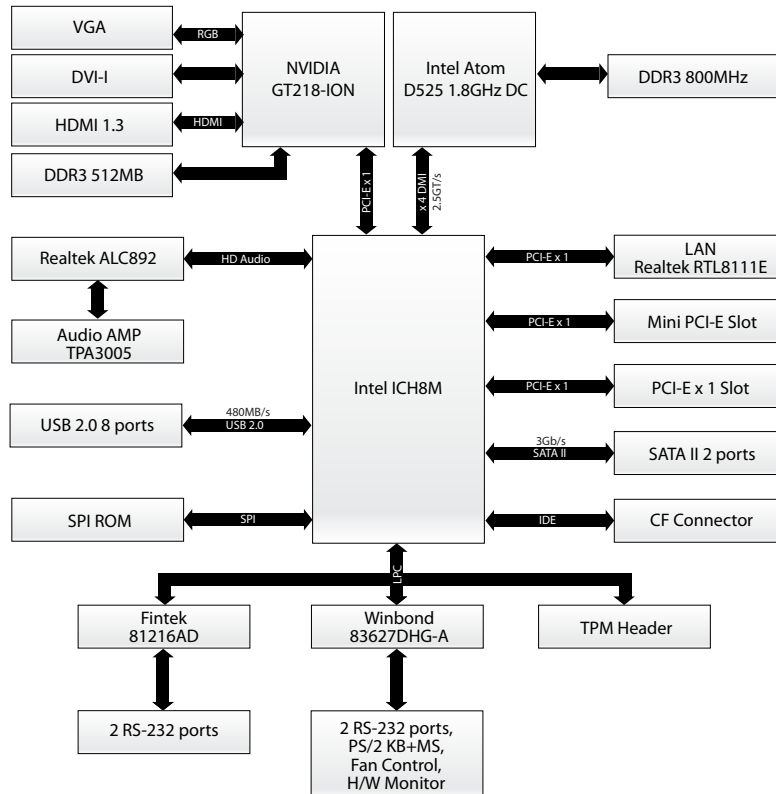 VGA
RGB
DVI-I
HDMI 1.3
HDMI
DDR3 512MB
NVIDIA
GT218-ION
Intel Atom
D525 1.8GHz DC
DDR3 800MHz
PCI-E x 1
x 4 DMI
2.5GT/s
Realtek ALC892
HD Audio
Audio AMP
TPA3005
USB 2.0 8 ports
480MB/s
USB 2.0
SPI ROM
SPI
Intel ICH8M
PCI-E x 1
LAN
Realtek RTL8111E
PCI-E x 1
Mini PCI-E Slot
PCI-E x 1
PCI-E x 1 Slot
3Gb/s
SATA II
SATA II 2 ports
IDE
CF Connector
LPC
Fintek
81216AD
Winbond
83627DHG-A
TPM Header
2 RS-232 ports
2 RS-232 ports,
PS/2 KB+MS,
Fan Control,
H/W Monitor